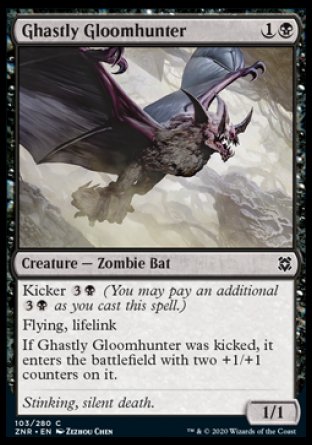 Ghastly Gloomhunter 1
Creature — Zombie Bat
Kicker 3 (You may pay an additional
3 as you cast this spell.)
Flying, lifelink
If Ghastly Gloomhunter was kicked, it
enters the battlefield with two +1/+1
counters on it.
Stinking, silent death.
1/1
103/280 C
ZNR • EN Zezhou Chen
™ & © 2020 Wizards of the Coast